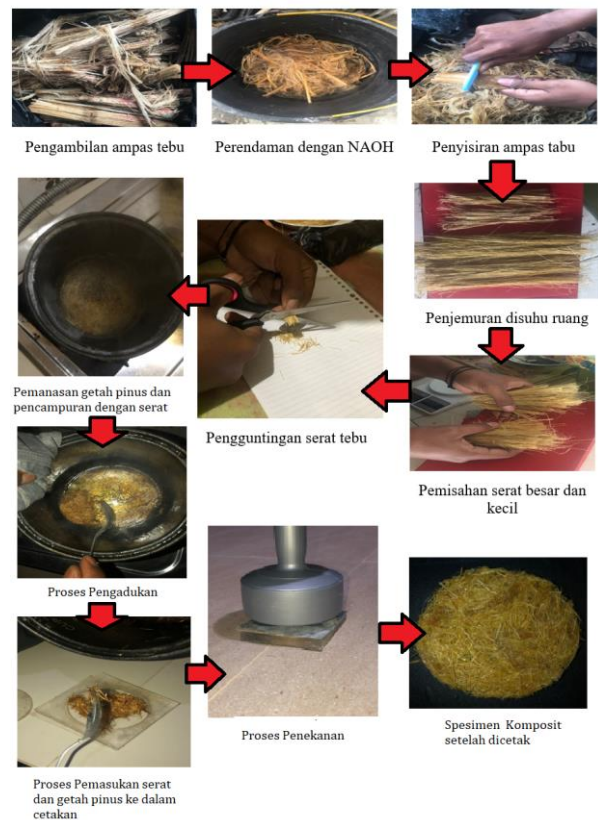 Pengambilan ampas tebu
Perendaman dengan NAOH
Penyisiran ampas tabu
Penjemuran disuhu ruang
Pemisahan serat besar dan
kecil
Pengguntingan serat tebu
Pemanasan getah pinus dan
pencampuran dengan serat
Proses Pengadukan
Proses Pemasukan serat
dan getah pinus ke dalam
cetakan
Proses Penekanan
Spesimen Komposit
setelah dicetak